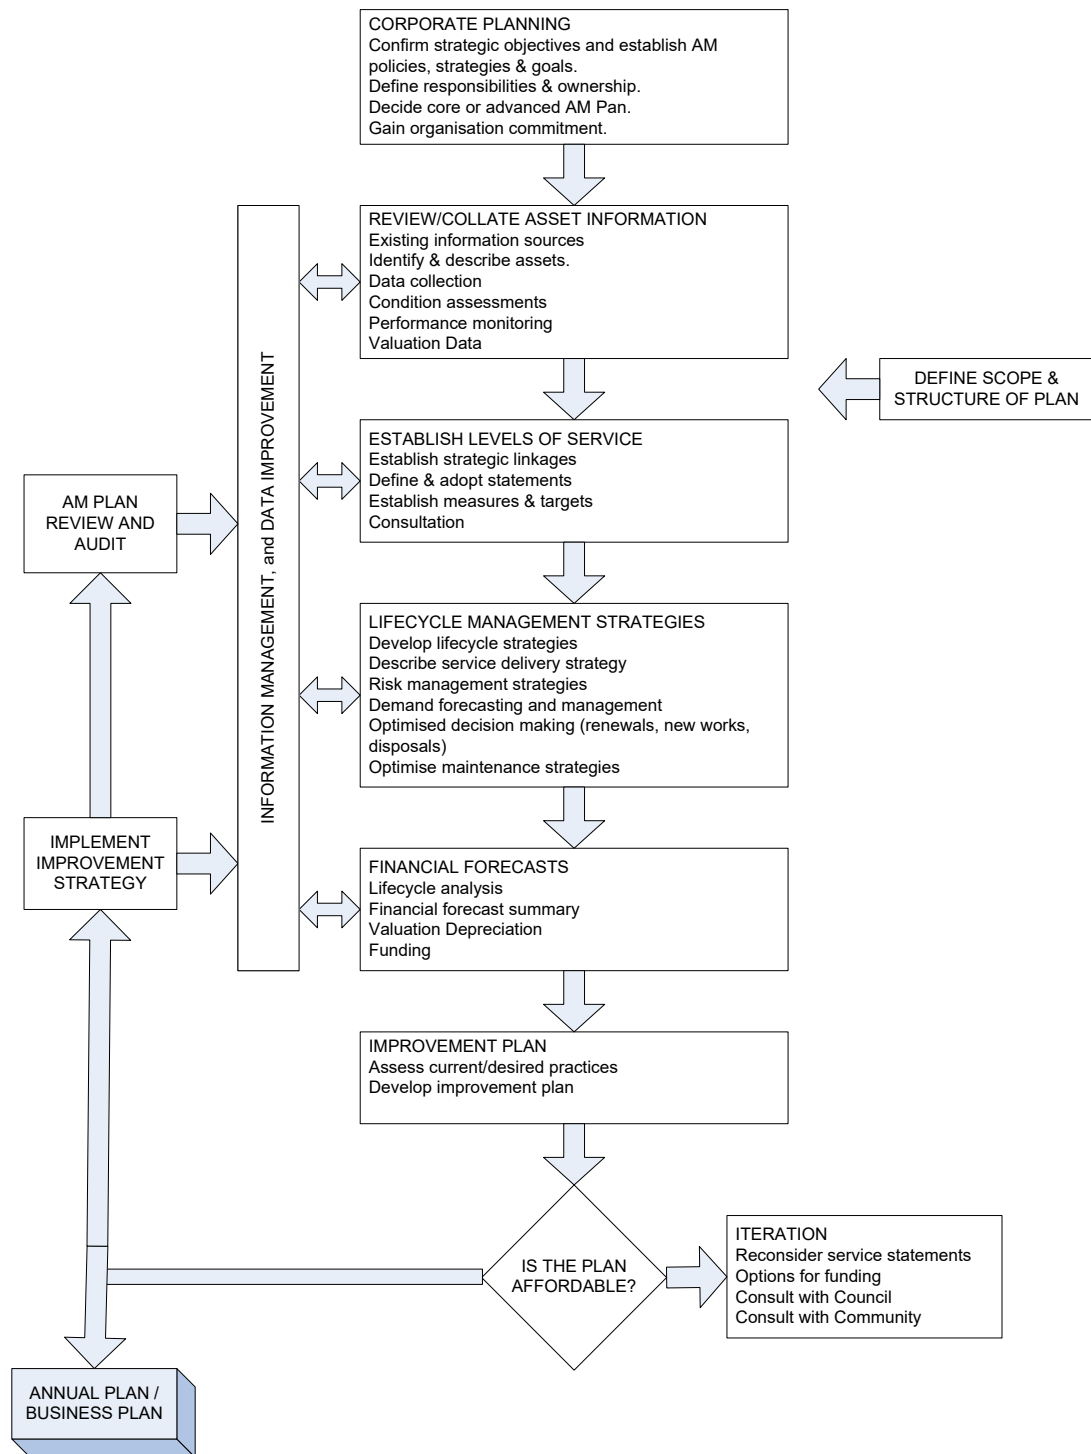 CORPORATE PLANNING
Confirm strategic objectives and establish AM
policies, strategies & goals.
Define responsibilities & ownership.
Decide core or advanced AM Pan.
Gain organisation commitment.
REVIEW/COLLATE ASSET INFORMATION
Existing information sources
Identify & describe assets.
Data collection
Condition assessments
Performance monitoring
Valuation Data
DEFINE SCOPE &
STRUCTURE OF PLAN
INFORMATION MANAGEMENT, and DATA IMPROVEMENT
ESTABLISH LEVELS OF SERVICE
Establish strategic linkages
Define & adopt statements
Establish measures & targets
Consultation
AM PLAN
REVIEW AND
AUDIT
LIFECYCLE MANAGEMENT STRATEGIES
Develop lifecycle strategies
Describe service delivery strategy
Risk management strategies
Demand forecasting and management
Optimised decision making (renewals, new works,
disposals)
Optimise maintenance strategies
IMPLEMENT
IMPROVEMENT
STRATEGY
FINANCIAL FORECASTS
Lifecycle analysis
Financial forecast summary
Valuation Depreciation
Funding
IMPROVEMENT PLAN
Assess current/desired practices
Develop improvement plan
IS THE PLAN
AFFORDABLE?
ITERATION
Reconsider service statements
Options for funding
Consult with Council
Consult with Community
ANNUAL PLAN /
BUSINESS PLAN